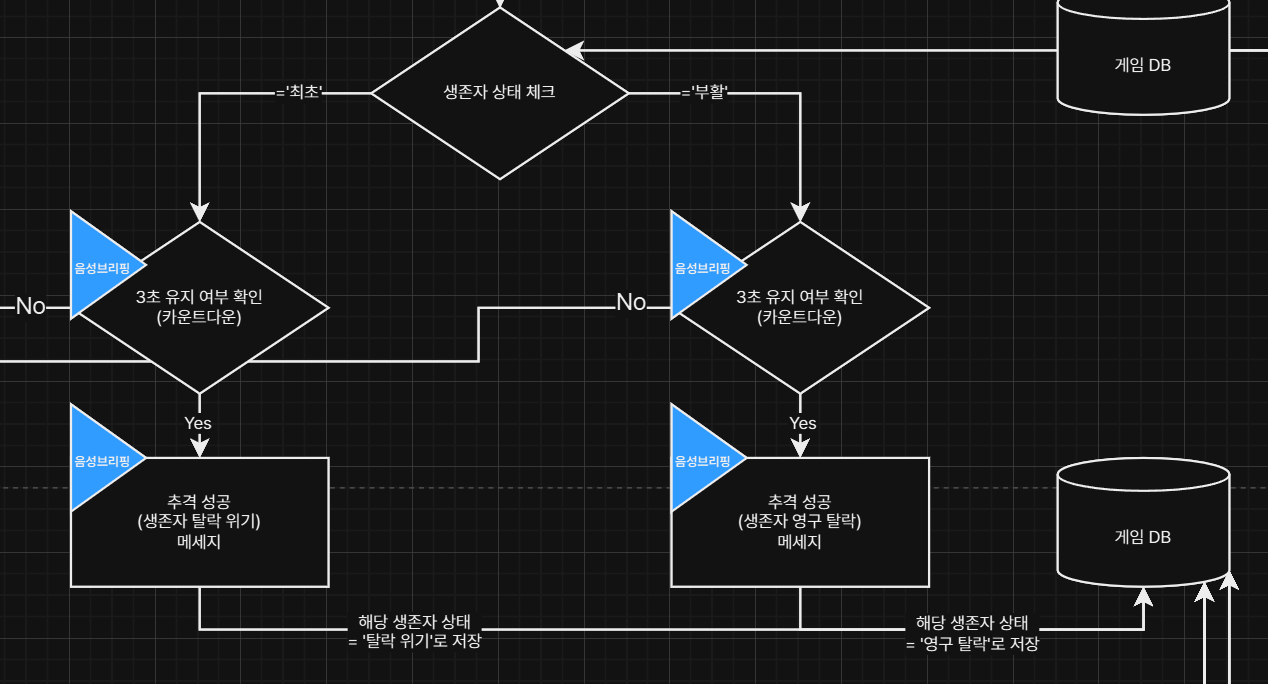 게임 DB
생존자 상태 체크
='최초'
='부활'
음성브리핑
음성브리핑
No
3초 유지 여부 확인
(카운트다운)
No
3초 유지 여부 확인
(카운트다운)
Yes
Yes
음성브리핑
음성브리핑
추격 성공
(생존자 탈락 위기)
메세지
추격 성공
(생존자 영구 탈락)
메세지
게임 DB
해당 생존자 상태
= '탈락 위기'로 저장
해당 생존자 상태
= '영구 탈락'로 저장